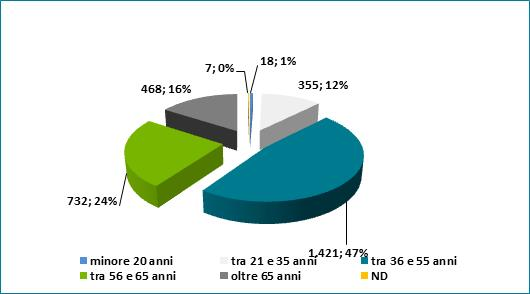 7; 0%
18; 1%
468; 16%
355; 12%
732; 24%
1,421; 47%
minore 20 anni
tra 21 e 35 anni
tra 36 e 55 anni
tra 56 e 65 anni
oltre 65 anni
ND